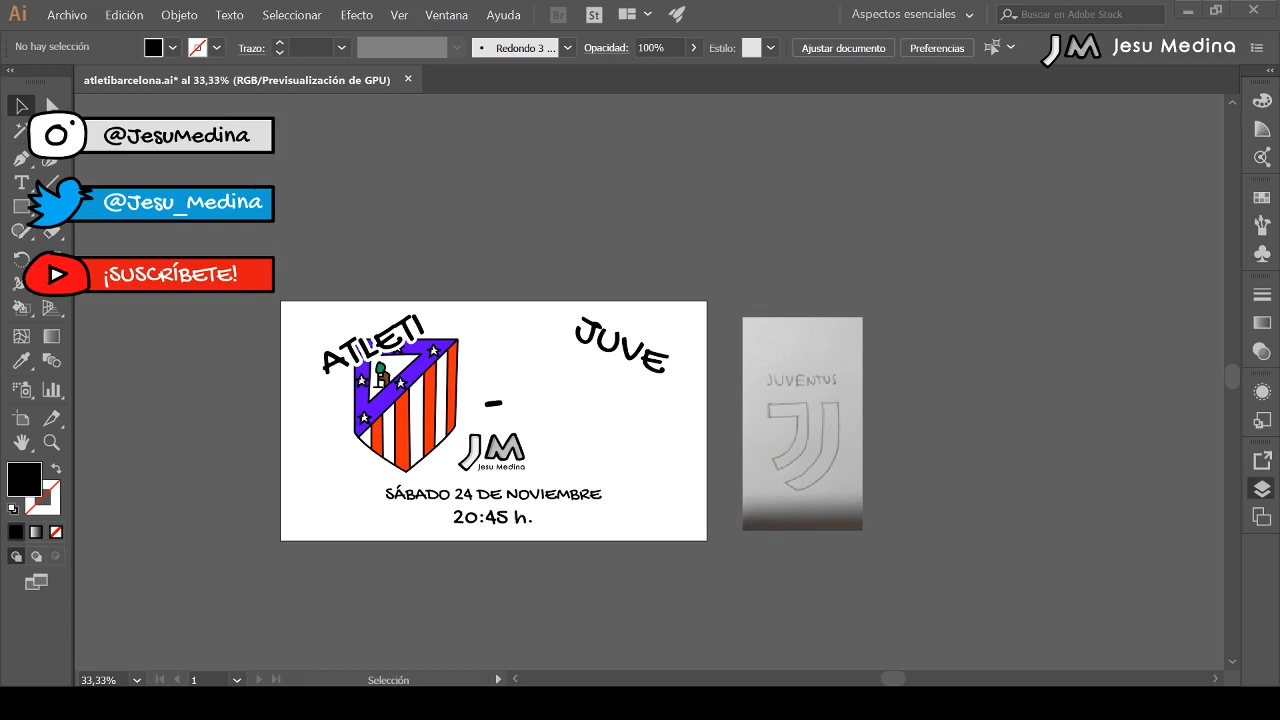 Ai Archivo Edición Objeto Texto Seleccionar Efecto Ver Ventana Ayuda Br St Aspectos esenciales Buscar en Adobe Stock
No hay selección Trazo: Redondo 3 ... Opacidad: 100% Estilo: Ajustar documento Preferencias JM Jesu Medina
atletibarcelona.ai* al 33,33% (RGB/Previsualización de GPU)
@JesuMedina
@Jesu_Medina
¡SUSCRÍBETE!
ATLETI
JUVE
-
JM
Jesu Medina
SÁBADO 24 DE NOVIEMBRE
20:45 h.
JUVENTUS
33,33% 1 Selección